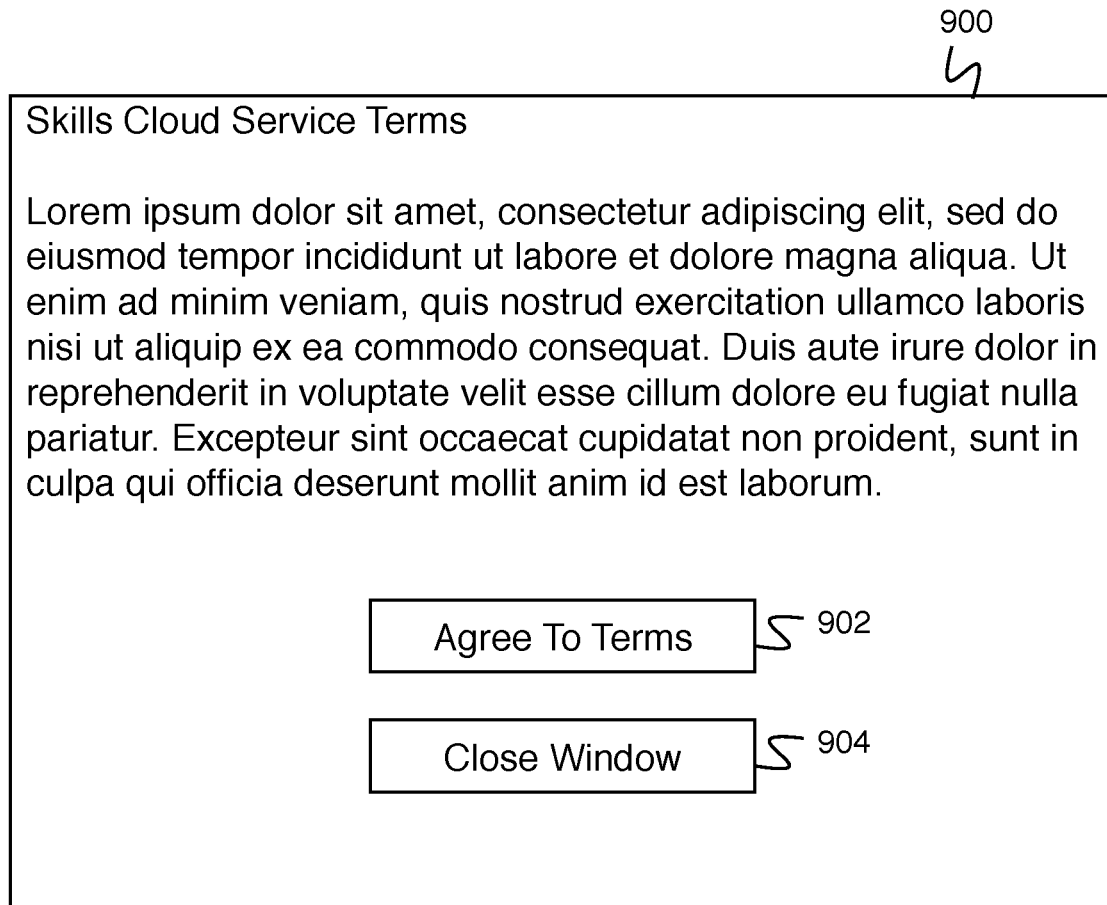 900
Skills Cloud Service Terms
Lorem ipsum dolor sit amet, consectetur adipiscing elit, sed do
eiusmod tempor incididunt ut labore et dolore magna aliqua. Ut
enim ad minim veniam, quis nostrud exercitation ullamco laboris
nisi ut aliquip ex ea commodo consequat. Duis aute irure dolor in
reprehenderit in voluptate velit esse cillum dolore eu fugiat nulla
pariatur. Excepteur sint occaecat cupidatat non proident, sunt in
culpa qui officia deserunt mollit anim id est laborum.
Agree To Terms 902
Close Window 904